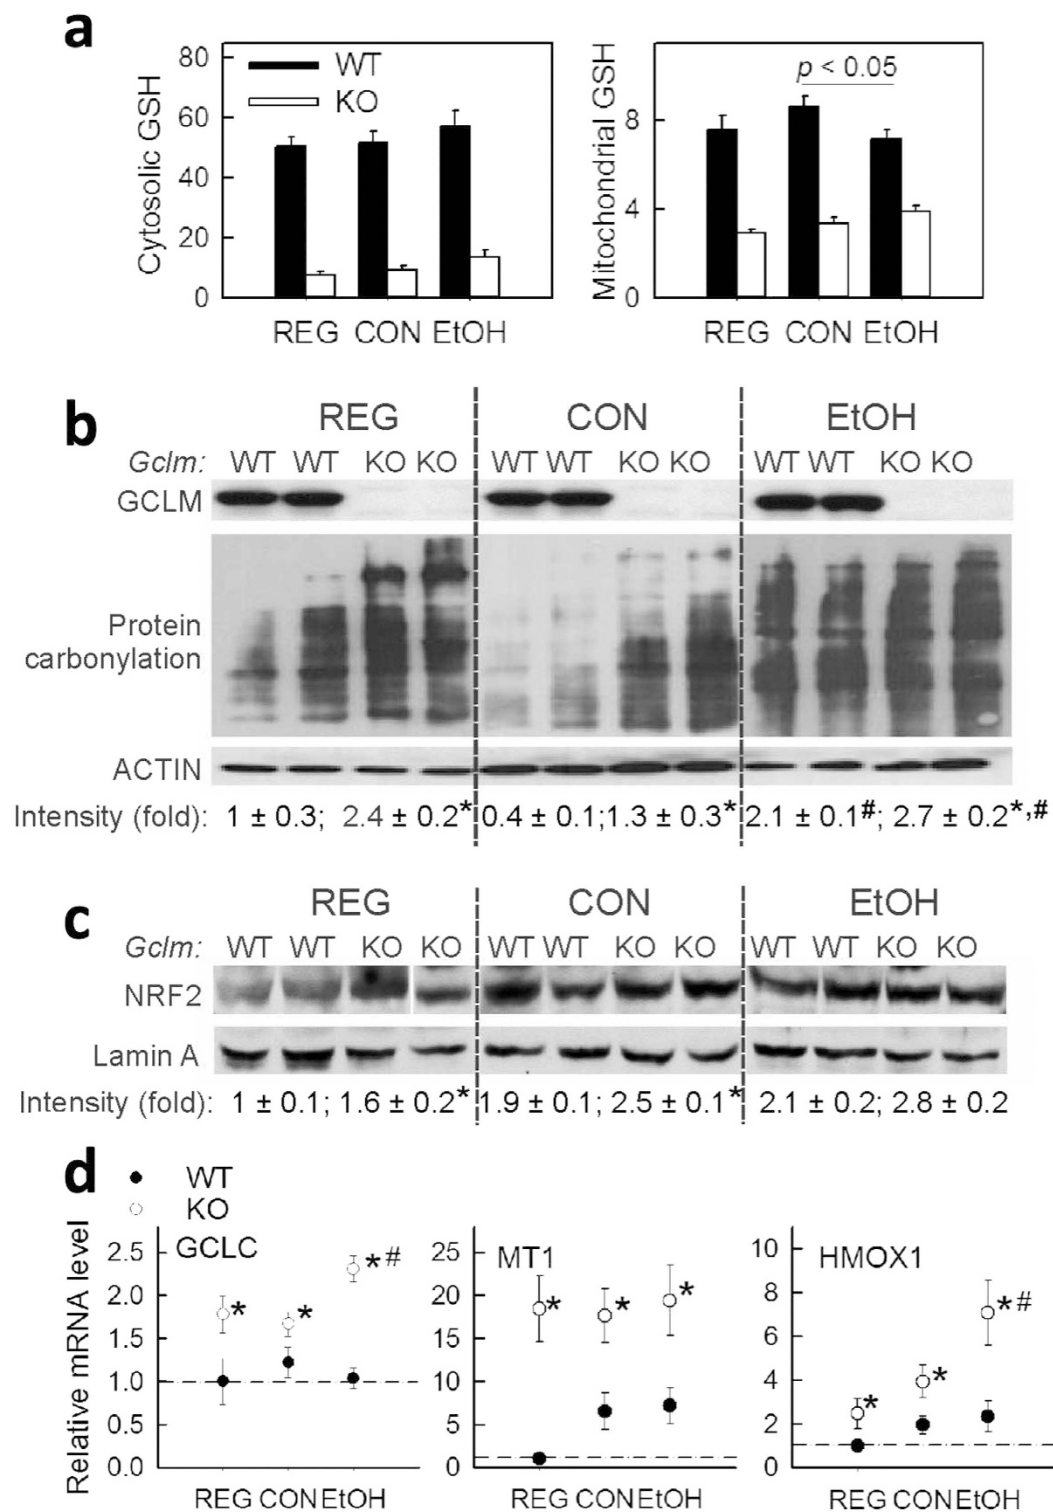 a
Cytosolic GSH
80
60
40
20
0
WT
KO
REG CON EtOH
Mitochondrial GSH
8
4
0
p < 0.05
REG CON EtOH
b
REG CON EtOH
Gclm: WT WT KO KO WT WT KO KO WT WT KO KO
GCLM
Protein
carbonylation
ACTIN
Intensity (fold): 1 ± 0.3; 2.4 ± 0.2* 0.4 ± 0.1;1.3 ± 0.3* 2.1 ± 0.1#; 2.7 ± 0.2*,#
c
REG CON EtOH
Gclm: WT WT KO KO WT WT KO KO WT WT KO KO
NRF2
Lamin A
Intensity (fold): 1 ± 0.1; 1.6 ± 0.2* 1.9 ± 0.1; 2.5 ± 0.1* 2.1 ± 0.2; 2.8 ± 0.2
d
WT
KO
Relative mRNA level
GCLC
2.5
2.0
1.5
1.0
0.5
0.0
* * * #
REG CON EtOH
MT1
25
20
15
10
5
0
* * *
REG CON EtOH
HMOX1
10
8
6
4
2
0
* * * #
REG CON EtOH